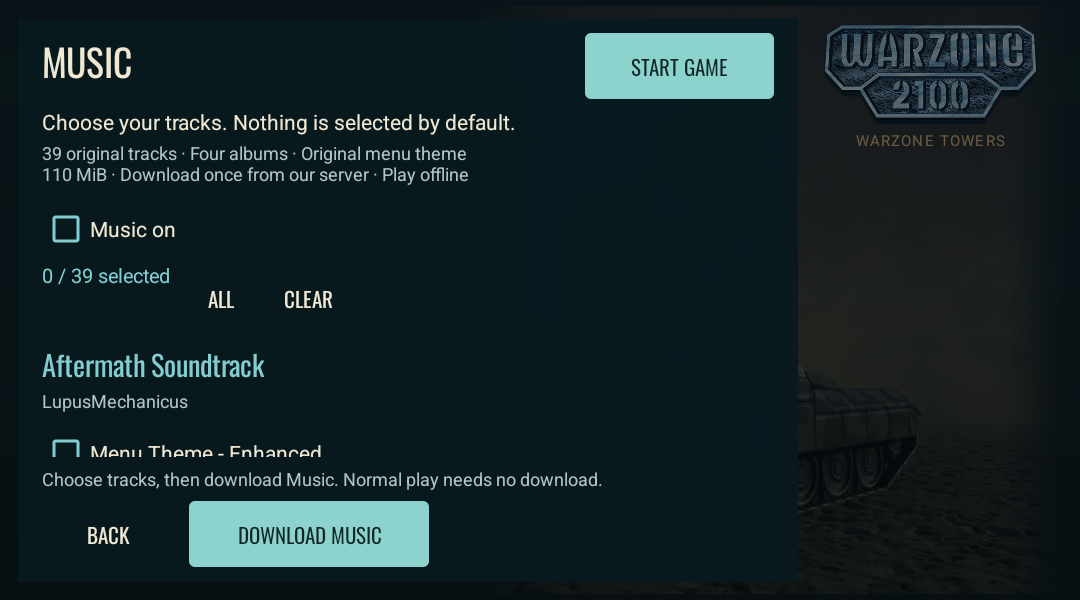 MUSIC
START GAME
WARZONE
2100
WARZONE TOWERS
Choose your tracks. Nothing is selected by default.
39 original tracks · Four albums · Original menu theme
110 MiB · Download once from our server · Play offline
Music on
0 / 39 selected
ALL CLEAR
Aftermath Soundtrack
LupusMechanicus
Menu Theme - Enhanced
Choose tracks, then download Music. Normal play needs no download.
BACK DOWNLOAD MUSIC